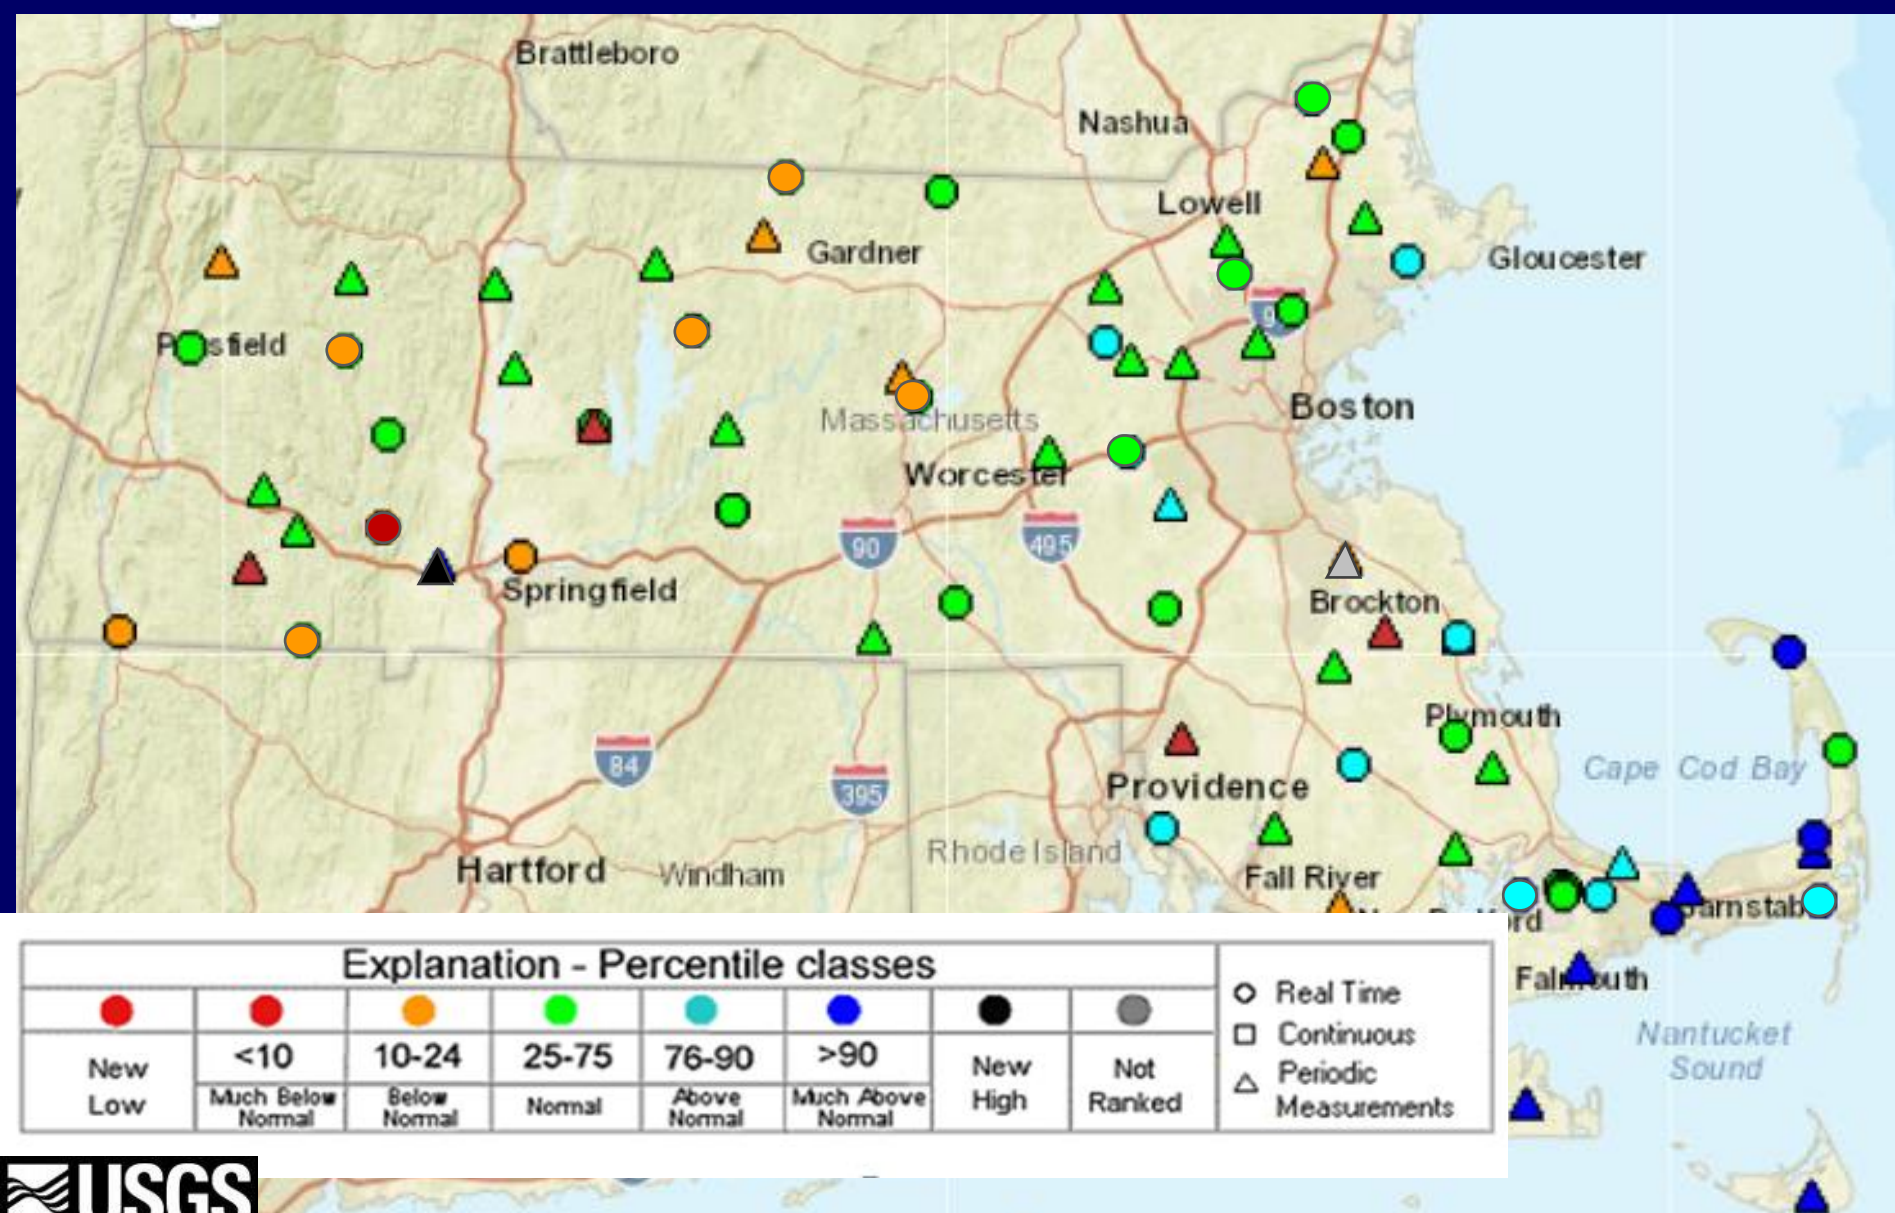 Brattleboro
Nashua
Lowell
Gardner
Gloucester
sfield
Boston
Massachusetts
Worcester
90
495
Springfield
Brockton
Plymouth
84
395
Providence
Cape Cod Bay
Hartford
Windham
Rhode Island
Fall River
Falmouth
Nantucket
Sound
Explanation - Percentile classes
New
Low
<10
Much Below
Normal
10-24
Below
Normal
25-75
Normal
76-90
Above
Normal
>90
Much Above
Normal
New
High
Not
Ranked
Real Time
Continuous
Periodic
Measurements
USGS